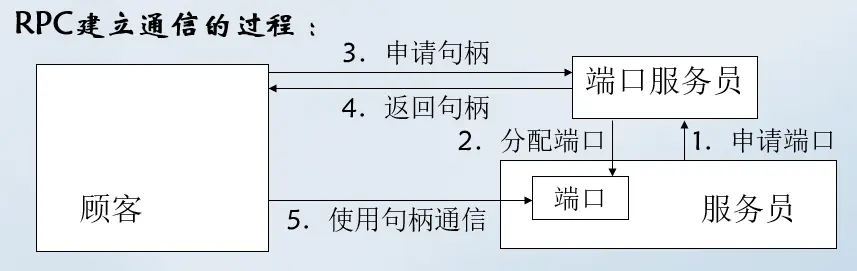 RPC建立通信的过程：
3. 申请句柄
端口服务员
4. 返回句柄
2. 分配端口
1. 申请端口
顾客
端口
服务员
5. 使用句柄通信